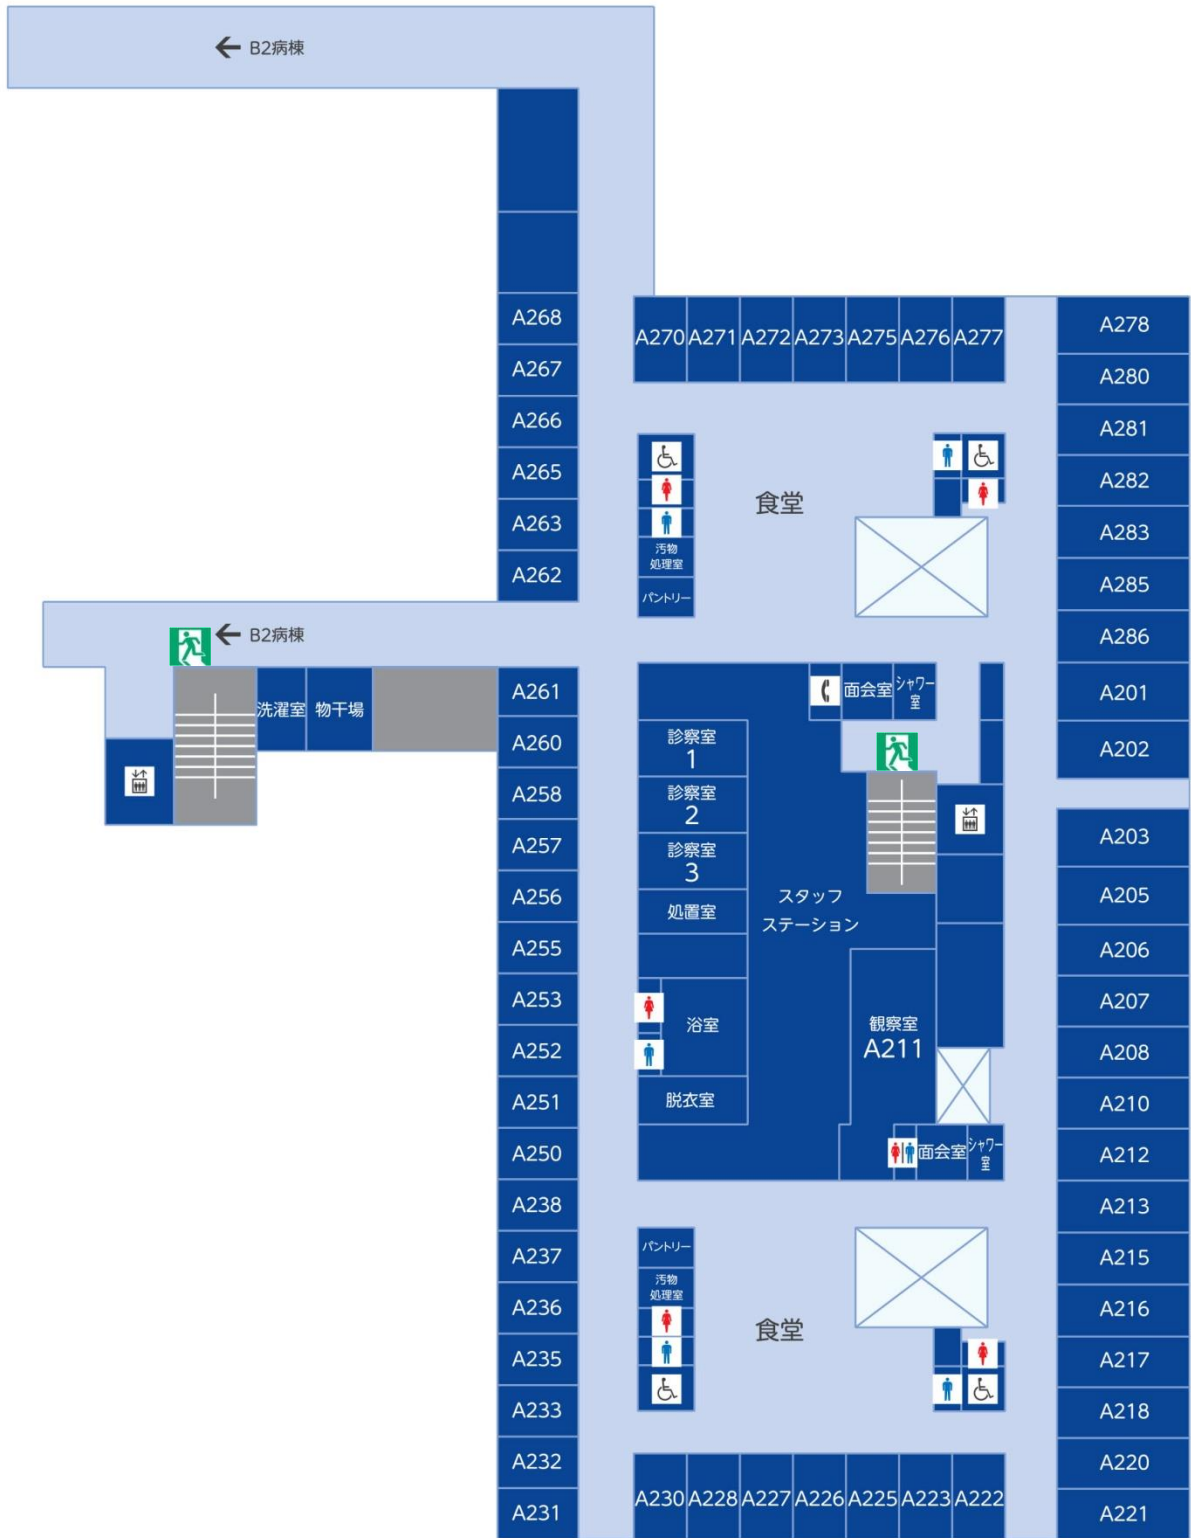 ← B2病棟
A268
A267
A266
A265
A263
A262
A270
A271
A272
A273
A275
A276
A277
A278
A280
A281
A282
A283
A285
A286
A201
A202
食堂
汚物
処理室
パントリー
← B2病棟
洗濯室
物干場
A261
A260
A258
A257
A256
A255
A253
A252
A251
A250
A238
A237
A236
A235
A233
A232
A231
面会室
シャワー
室
診察室
1
診察室
2
診察室
3
処置室
スタッフ
ステーション
浴室
脱衣室
観察室
A211
面会室
シャワー
室
A203
A205
A206
A207
A208
A210
A212
A213
A215
A216
A217
A218
A220
A221
パントリー
汚物
処理室
食堂
A230
A228
A227
A226
A225
A223
A222